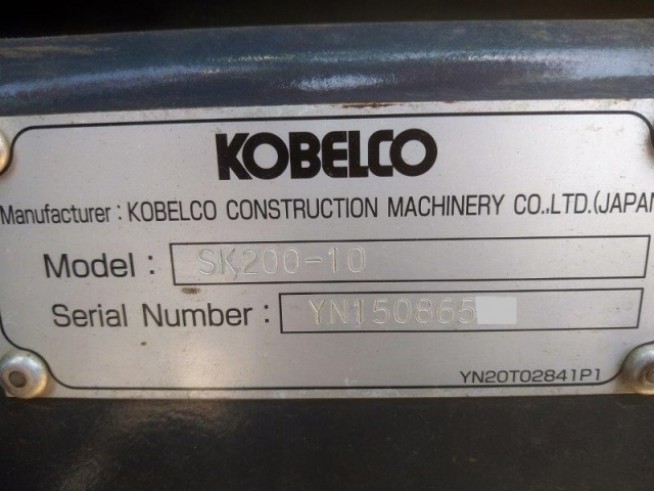 KOBELCO
Manufacturer : KOBELCO CONSTRUCTION MACHINERY CO.,LTD.(JAPAN
Model : SK200-10
Serial Number : YN150865
YN20T02841P1